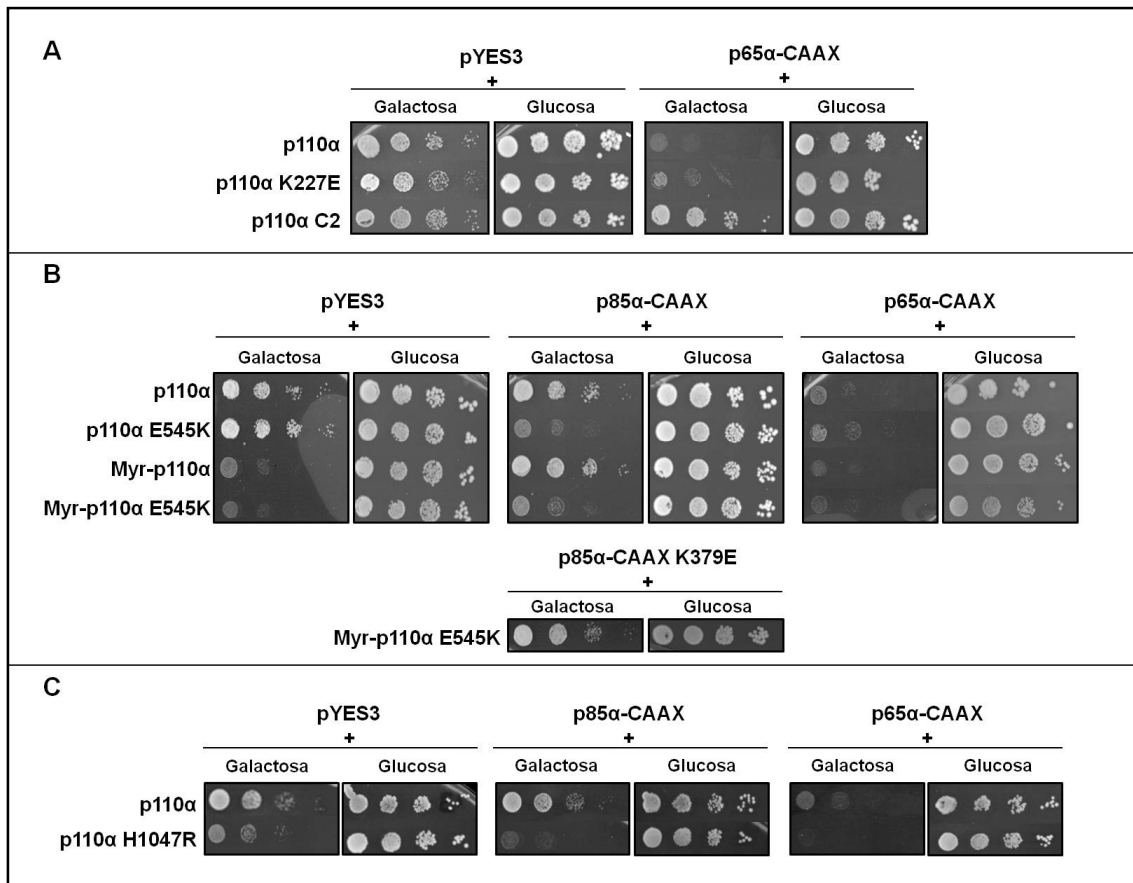 A
pYES3 p65α-CAAX
+ +
Galactosa Glucosa Galactosa Glucosa
p110α
p110α K227E
p110α C2
B
pYES3 p85α-CAAX p65α-CAAX
+ + +
Galactosa Glucosa Galactosa Glucosa Galactosa Glucosa
p110α
p110α E545K
Myr-p110α
Myr-p110α E545K
p85α-CAAX K379E
+
Galactosa Glucosa
Myr-p110α E545K
C
pYES3 p85α-CAAX p65α-CAAX
+ + +
Galactosa Glucosa Galactosa Glucosa Galactosa Glucosa
p110α
p110α H1047R